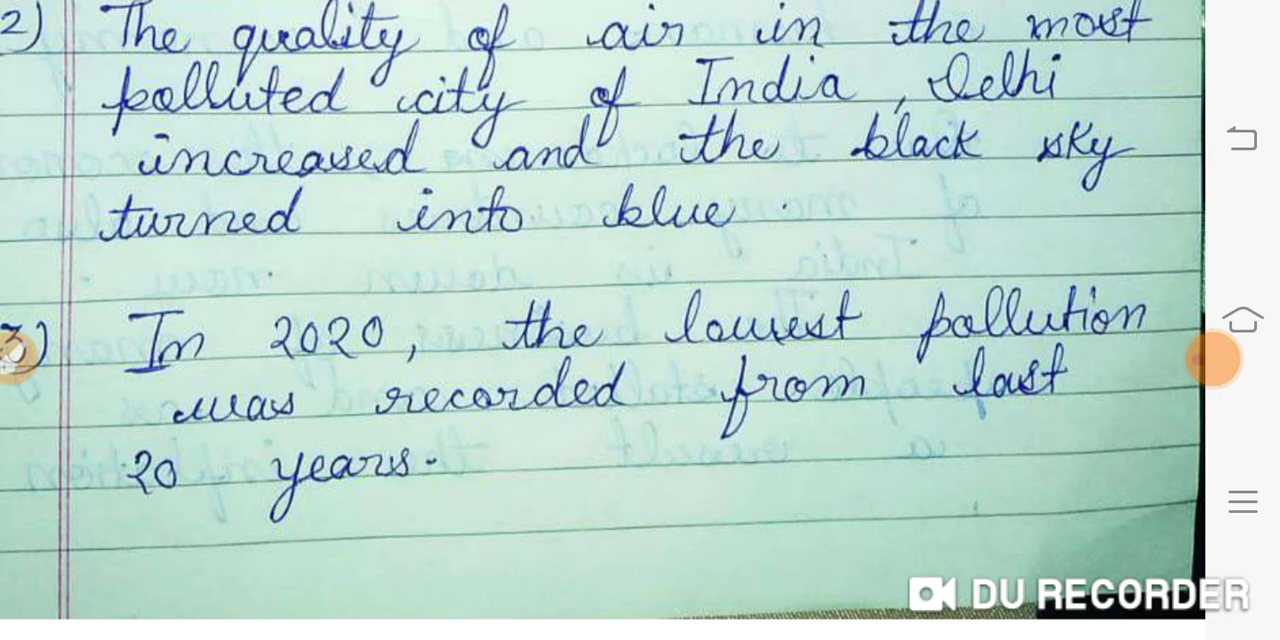 2) The quality of air in the most
polluted city of India, Delhi
increased and the black sky
turned into blue.
3) In 2020, the lowest pollution
was recorded from last
20 years.
DU RECORDER